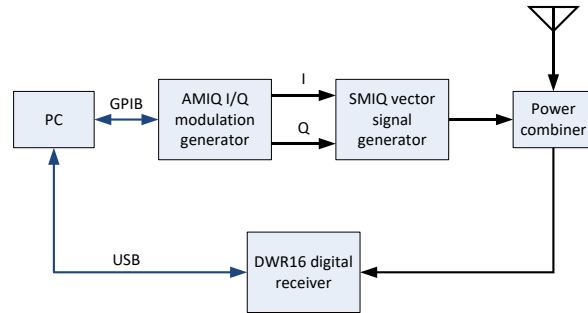 GPIB
PC
AMIQ I/Q
modulation
generator
I
Q
SMIQ vector
signal
generator
Power
combiner
USB
DWR16 digital
receiver